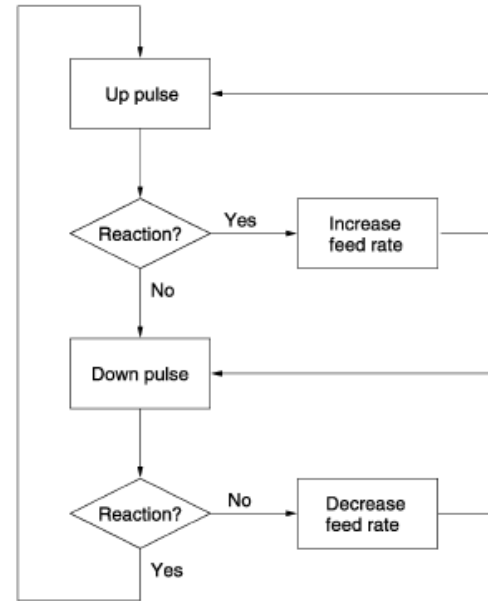 Up pulse
Reaction?
Yes
Increase
feed rate
No
Down pulse
Reaction?
No
Decrease
feed rate
Yes